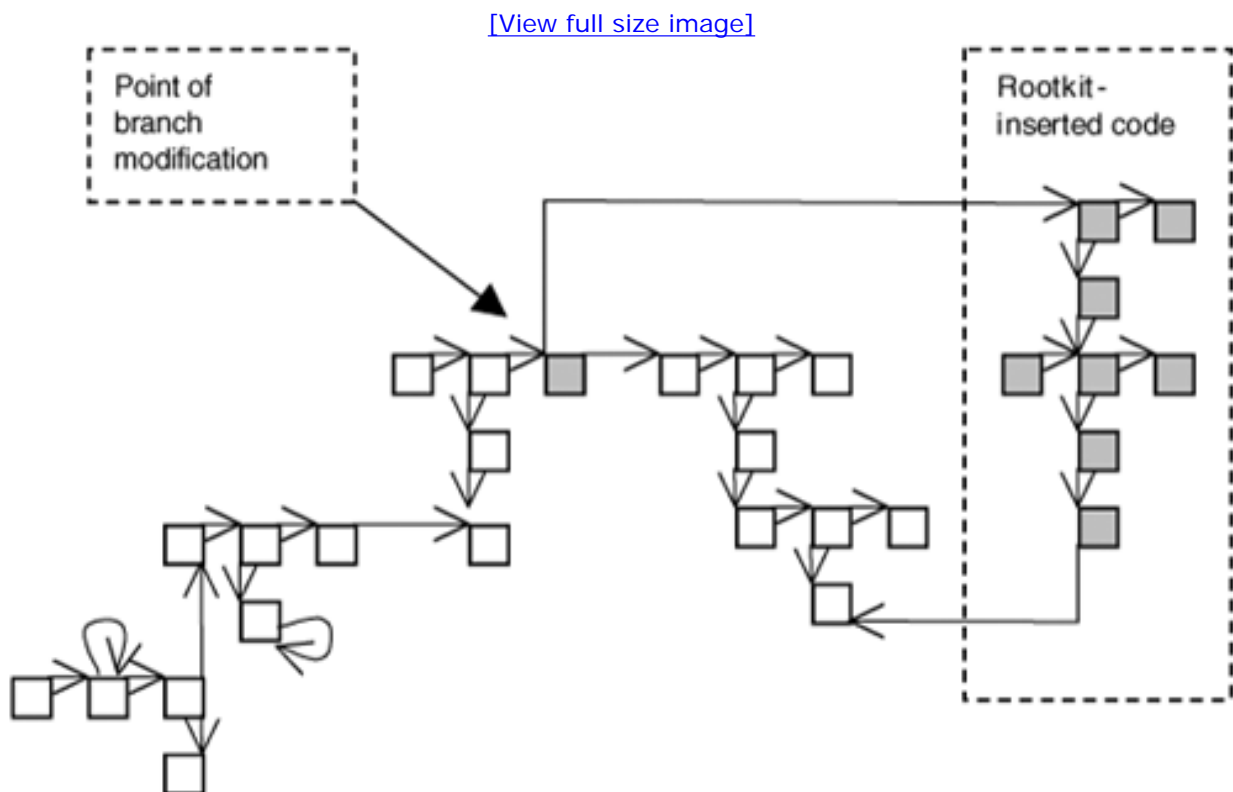 [View full size image]
Point of
branch
modification
Rootkit-
inserted code